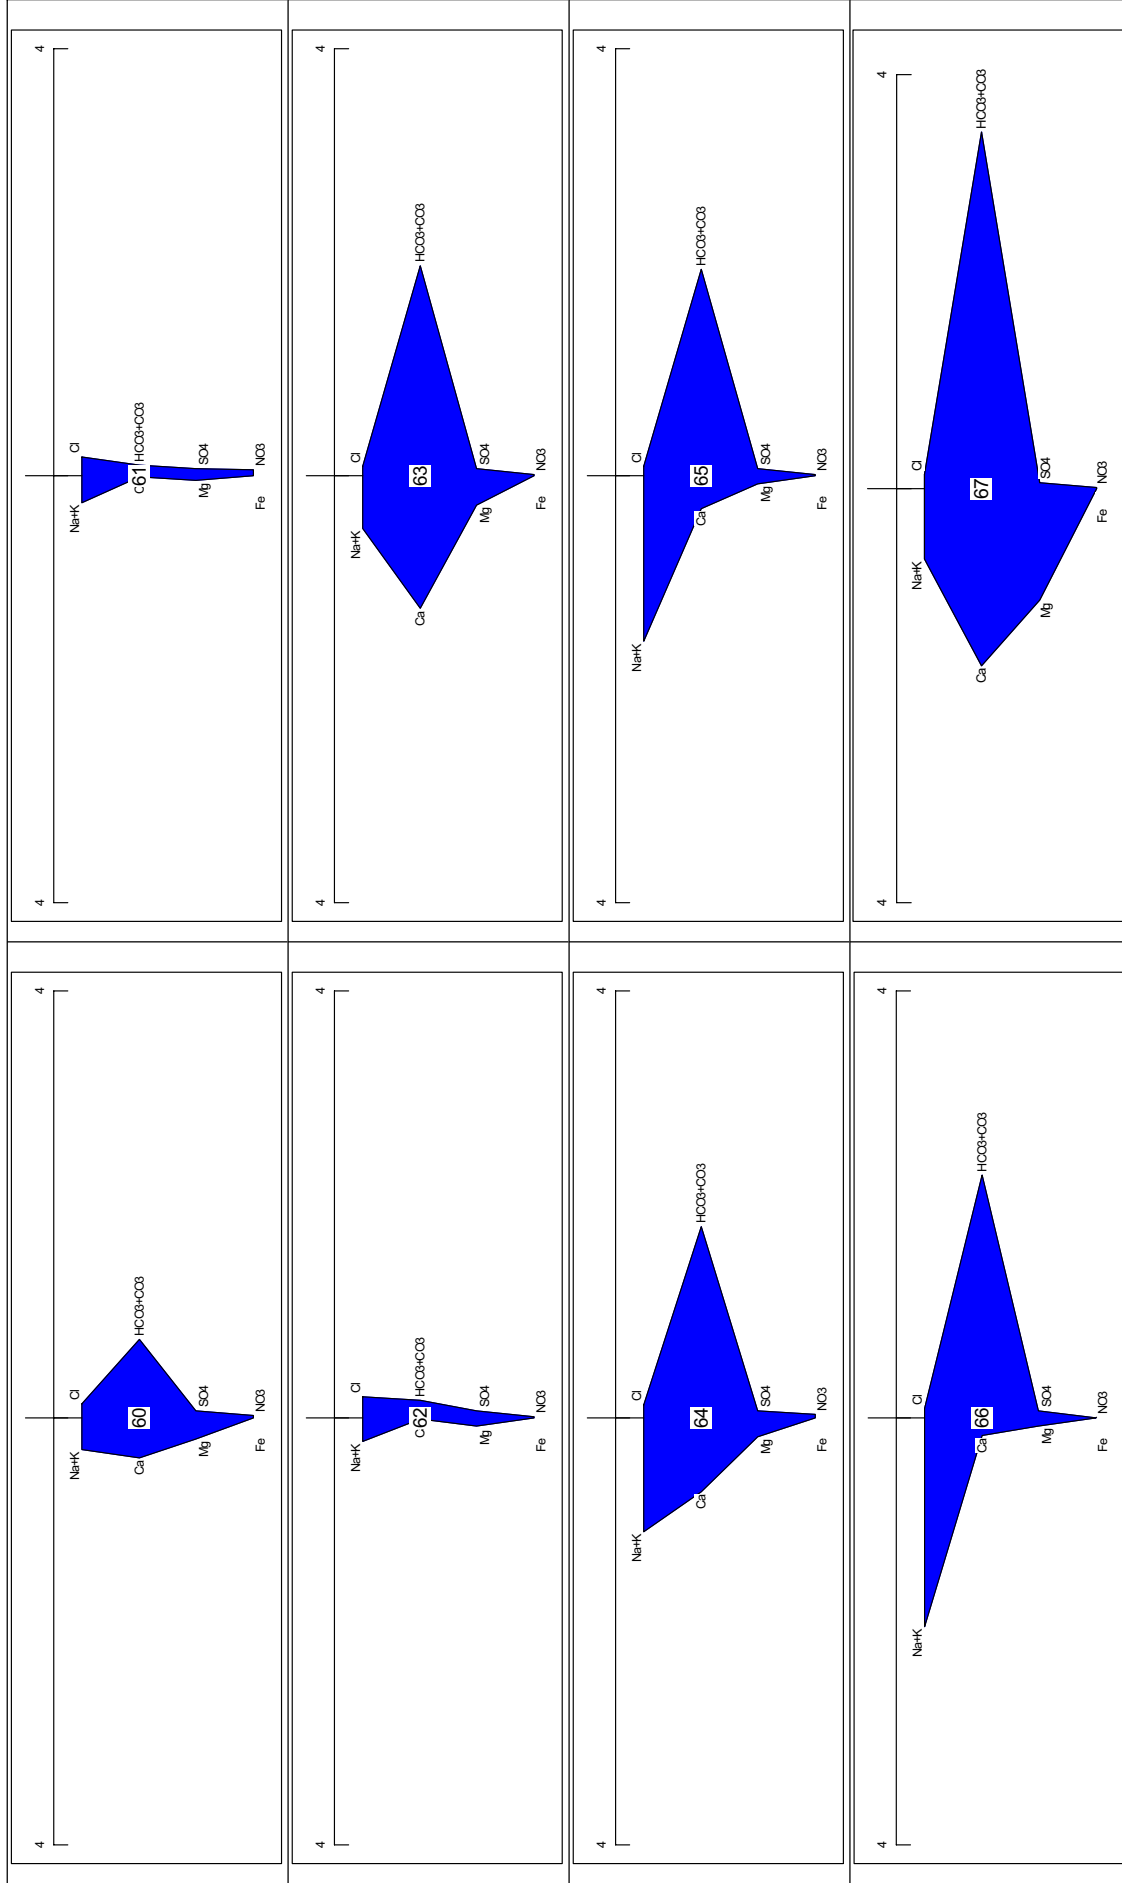 4 4
Na+K Cl
Ca 60 HCO3+CO3
Mg SO4
Fe NO3
4 4
Na+K Cl
C 61 HCO3+CO3
Mg SO4
Fe NO3
4 4
Na+K Cl
C 62 HCO3+CO3
Mg SO4
Fe NO3
4 4
Na+K Cl
Ca 63 HCO3+CO3
Mg SO4
Fe NO3
4 4
Na+K Cl
Ca 64 HCO3+CO3
Mg SO4
Fe NO3
4 4
Na+K Cl
Ca 65 HCO3+CO3
Mg SO4
Fe NO3
4 4
Na+K Cl
Ca 66 HCO3+CO3
Mg SO4
Fe NO3
4 4
Na+K Cl
Ca 67 HCO3+CO3
Mg SO4
Fe NO3